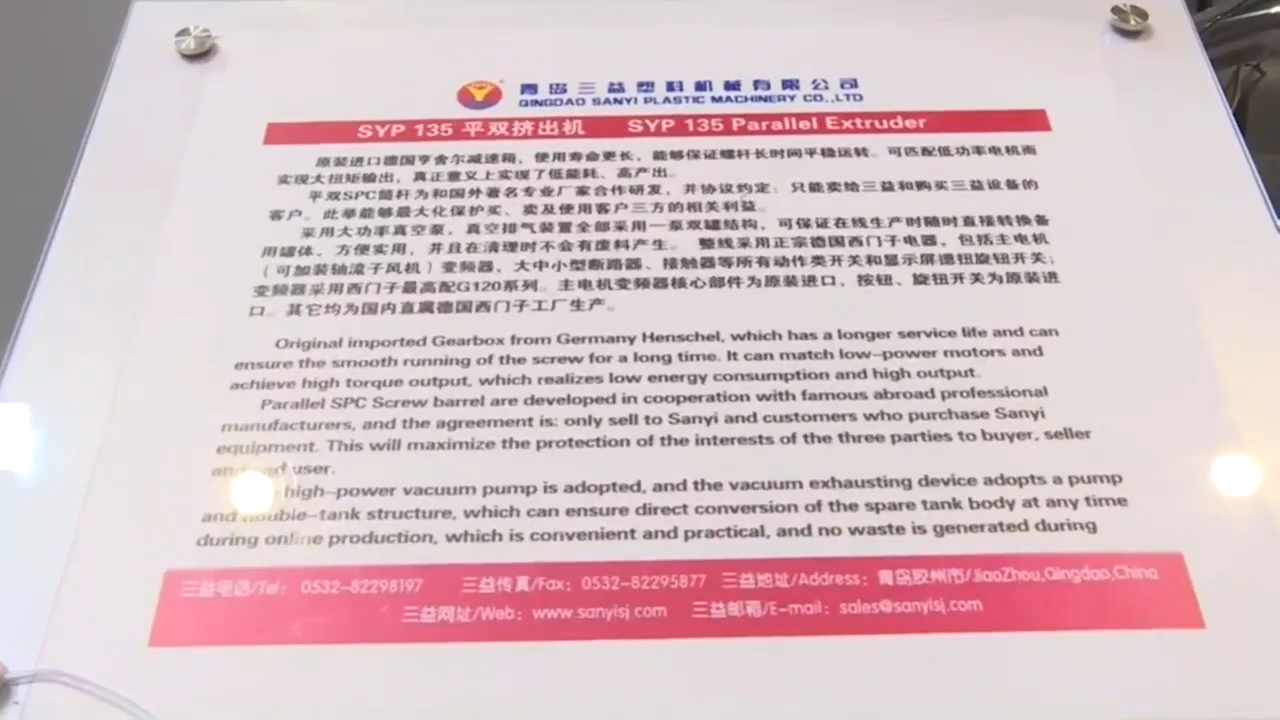 青岛三益塑料机械有限公司
QINGDAO SANYI PLASTIC MACHINERY CO.,LTD
SYP 135 平双挤出机 SYP 135 Parallel Extruder
原装进口德国亨舍尔减速箱，使用寿命更长，能够保证螺杆长时间平稳运转。可匹配低功率电机而
实现大扭矩输出，真正意义上实现了低能耗、高产出。
平双SPC筒杆为和国外著名专业厂家合作研发，并协议约定：只能卖给三益和购买三益设备的
客户。此举能够最大化保护买、卖及使用客户三方的相关利益。
采用大功率真空泵，真空排气装置全部采用一泵双罐结构，可保证在线生产时随时直接转换备
用罐体，方便实用，并且在清理时不会有废料产生。 整线采用正宗德国西门子电器，包括主电机
（可加装轴流子风机）变频器，大中小型断路器、接触器等所有动作类开关和显示屏德扭旋钮开关；
变频器采用西门子最高配G120系列。主电机变频器核心部件为原装进口，按钮、旋钮开关为原装进
口。其它均为国内直属德国西门子工厂生产。
Original imported Gearbox from Germany Henschel, which has a longer service life and can
ensure the smooth running of the screw for a long time. It can match low-power motors and
achieve high torque output, which realizes low energy consumption and high output.
Parallel SPC Screw barrel are developed in cooperation with famous abroad professional
manufacturers, and the agreement is: only sell to Sanyi and customers who purchase Sanyi
equipment. This will maximize the protection of the interests of the three parties to buyer, seller
user.
high-power vacuum pump is adopted, and the vacuum exhausting device adopts a pump
and double-tank structure, which can ensure direct conversion of the spare tank body at any time
during online production, which is convenient and practical, and no waste is generated during
三益电话/Tel: 0532-82298197 三益传真/Fax: 0532-82295877 三益地址/Address: 青岛胶州市/JiaoZhou,Qingdao,China
三益网址/Web: www.sanyisj.com 三益邮箱/E-mail: sales@sanyisj.com